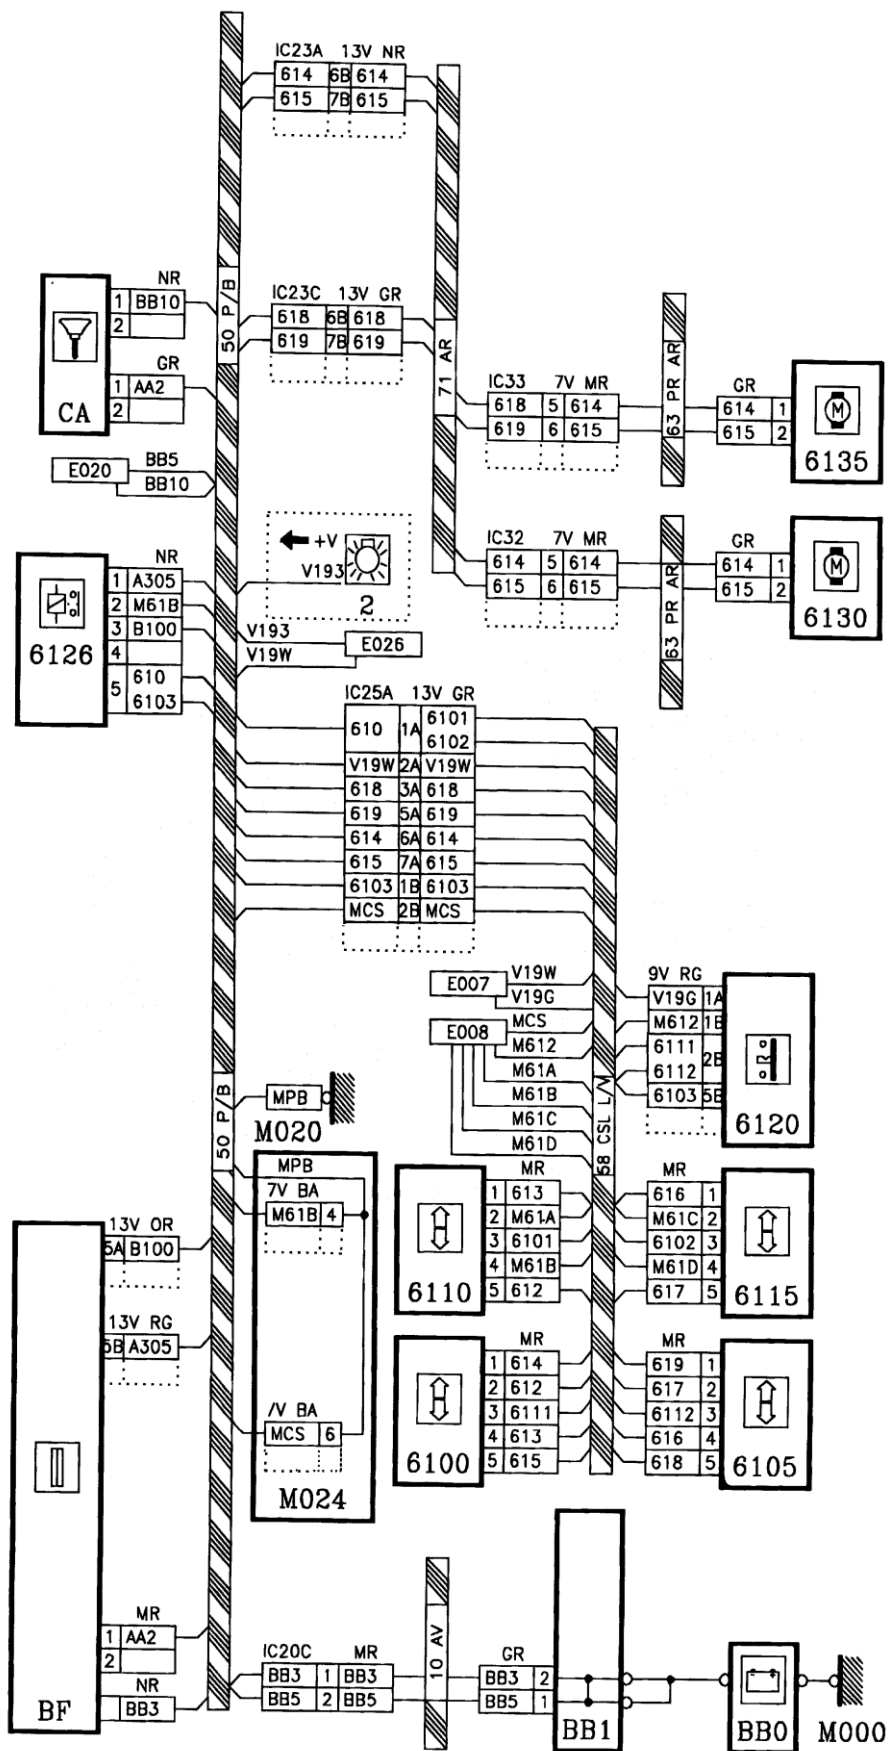 IC23A 13V NR
614 6B 614
615 7B 615
50 P/B
NR
1 BB10
2
GR
1 AA2
2
CA
IC23C 13V GR
618 6B 618
619 7B 619
71 AR
63 PR AR
IC33 7V MR
618 5 614
619 6 615
GR
614 1
615 2
M
6135
E020
BB5
BB10
+V
V193
2
IC32 7V MR
614 5 614
615 6 615
63 PR AR
GR
614 1
615 2
M
6130
NR
1 A305
2 M61B
3 B100
4
5 610
6103
6126
V193
V19W
E026
IC25A 13V GR
610 1A 6101
6102
V19W 2A V19W
618 3A 618
619 5A 619
614 6A 614
615 7A 615
6103 1B 6103
MCS 2B MCS
E007
V19W
V19G
E008
MCS
M612
M61A
M61B
M61C
M61D
58 CSL L/V
9V RG
V19G 1A
M612 1B
6111
6112 2B
6103 5B
6120
50 P/B
MPB
M020
MPB
7V BA
M61B 4
/V BA
MCS 6
M024
MR
1 613
2 M61A
3 6101
4 M61B
5 612
6110
MR
616 1
M61C 2
6102 3
M61D 4
617 5
6115
MR
1 614
2 612
3 6111
4 613
5 615
6100
MR
619 1
617 2
6112 3
616 4
618 5
6105
13V OR
5A B100
13V RG
5B A305
MR
1 AA2
2
NR
BB3
BF
IC20C MR
BB3 1 BB3
BB5 2 BB5
10 AV
GR
BB3 2
BB5 1
BB1
BB0
M000